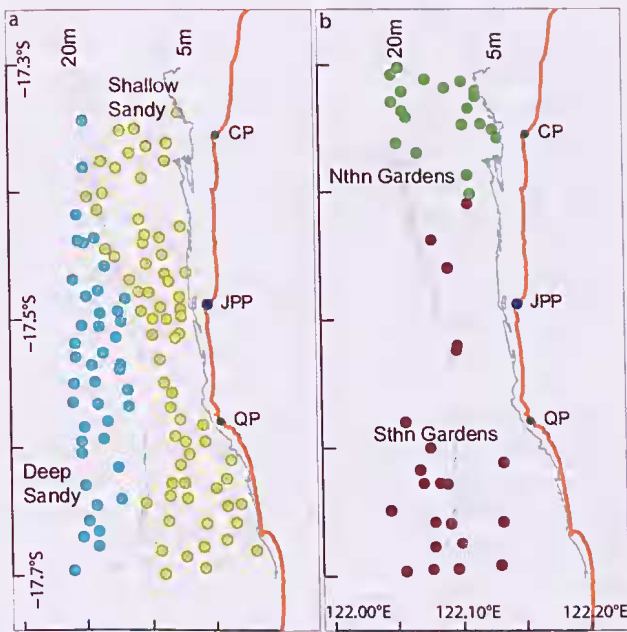 a
20m
5m
−17.3°S
Shallow
Sandy
CP
−17.5°S
JPP
QP
Deep
Sandy
−17.7°S
b
20m
5m
CP
Nthn Gardens
JPP
QP
Sthn Gardens
122.00°E
122.10°E
122.20°E